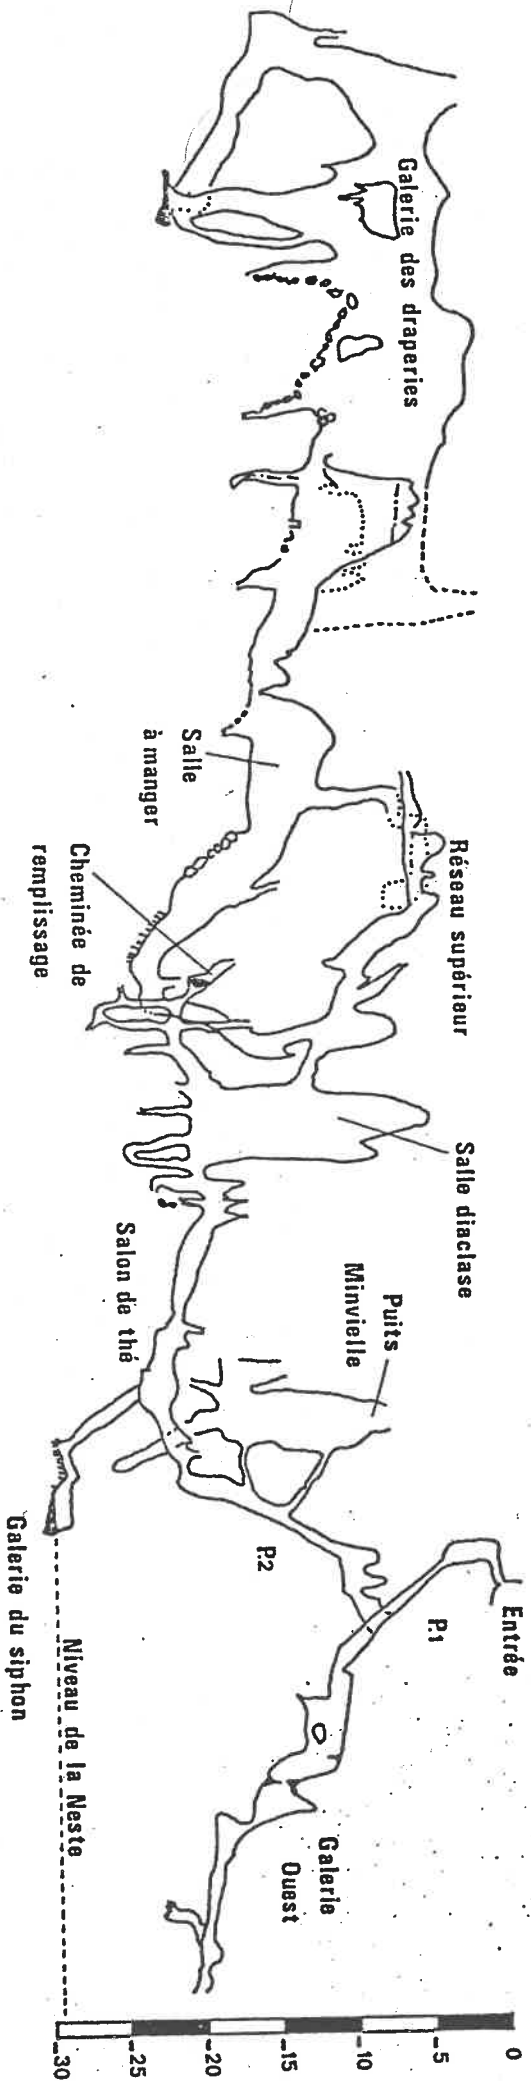 Galerie des draperies
Salle
à manger
Cheminée de
remplissage
Réseau supérieur
Salle diaclase
Salon de thé
Puits
Minvielle
P.2
P.1
Entrée
Galerie
Ouest
Galerie du siphon
Niveau de la Neste
0
-5
-10
-15
-20
-25
-30